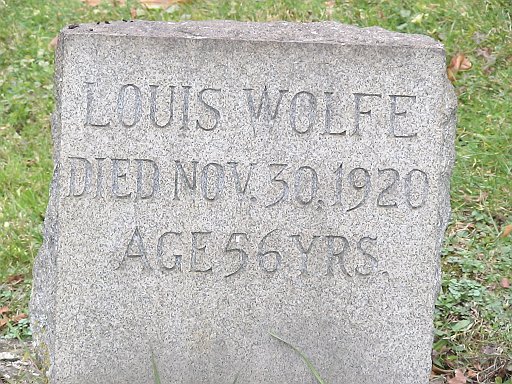 LOUIS WOLFE
DIED NOV. 30, 1920
AGE 56 YRS.